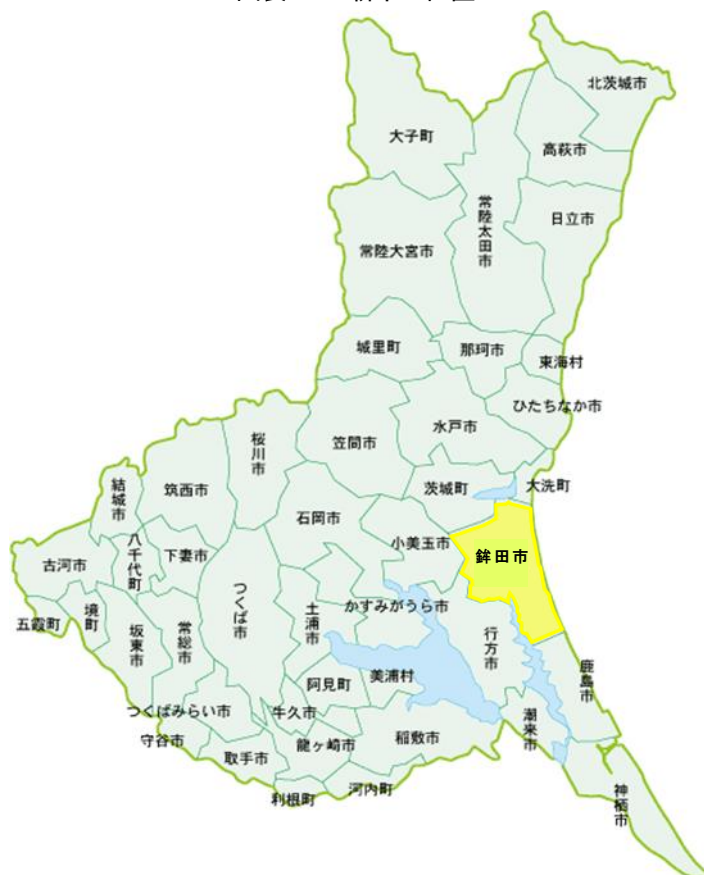 北茨城市
大子町
高萩市
常陸太田市
日立市
常陸大宮市
城里町
那珂市
東海村
ひたちなか市
水戸市
笠間市
桜川市
茨城町
大洗町
筑西市
結城市
石岡市
小美玉市
鉾田市
八千代町
下妻市
古河市
つくば市
土浦市
かすみがうら市
行方市
境町
五霞町
坂東市
常総市
阿見町
美浦村
鹿島市
つくばみらい市
牛久市
潮来市
守谷市
取手市
龍ヶ崎市
稲敷市
利根町
河内町
神栖市